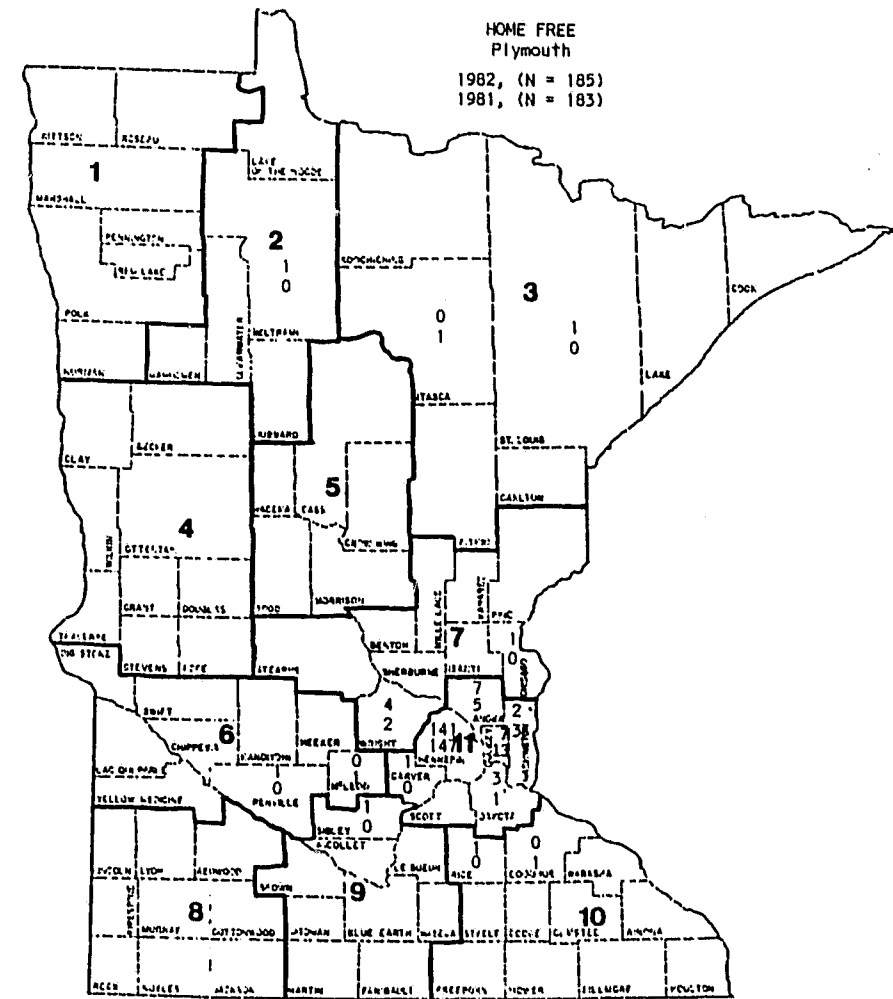 HOME FREE
Plymouth
1982, (N = 185)
1981, (N = 183)
KITTSON
ROSEAU
LAKE
OF THE WOODS
1
MARSHALL
PENNINGTON
RED LAKE
2
1
0
KOOCHICHING
3
COOK
POLK
CLEARWATER
BELTRAMI
0
1
1
0
NORMAN
MAHNOMEN
LAKE
ITASCA
HUBBARD
ST. LOUIS
BECKER
CLAY
CARLTON
WADENA
CASS
5
4
CROW WING
AITKIN
WILKIN
OTTERTAIL
GRANT
DOUGLAS
TODD
MORRISON
MILLE LACS
KANABEC
PINE
TRAVERSE
BENTON
7
1
0
BIG STONE
STEVENS
POPE
STEARNS
SHERBURNE
ISANTI
CHISAGO
SWIFT
4
2
7
5
ANOKA
2
3
6
CHIPPEWA
KANDIYOHI
MEEKER
WRIGHT
141
147
11
HENNEPIN
RAMSEY
7
13
WASHINGTON
LAC QUI PARLE
1
0
0
MCLEOD
1
0
CARVER
3
1
YELLOW MEDICINE
RENVILLE
SCOTT
DAKOTA
1
0
SIBLEY
NICOLLET
LE SUEUR
RICE
0
0
1
GOODHUE
WABASHA
LINCOLN
LYON
REDWOOD
BROWN
9
PIPESTONE
8
MURRAY
COTTONWOOD
WATONWAN
BLUE EARTH
WASECA
STEELE
DODGE
10
OLMSTED
WINONA
ROCK
NOBLES
JACKSON
MARTIN
FARIBAULT
FREEBORN
MOWER
FILLMORE
HOUSTON